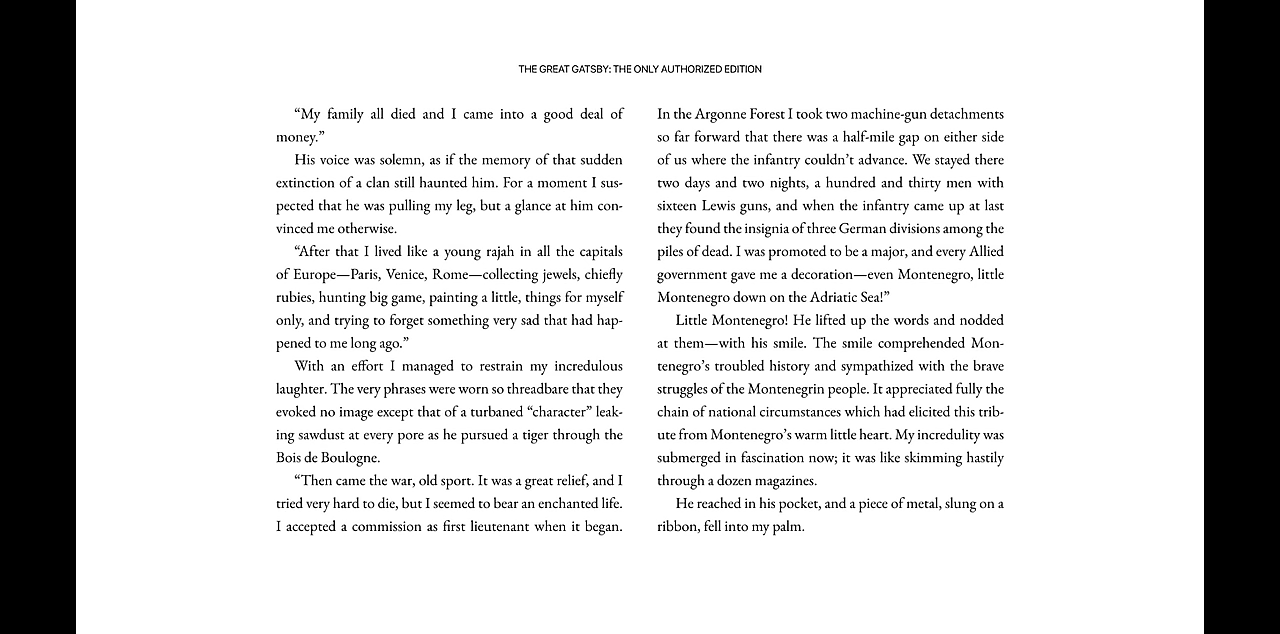 THE GREAT GATSBY: THE ONLY AUTHORIZED EDITION
“My family all died and I came into a good deal of
money.”
His voice was solemn, as if the memory of that sudden
extinction of a clan still haunted him. For a moment I sus-
pected that he was pulling my leg, but a glance at him con-
vinced me otherwise.
“After that I lived like a young rajah in all the capitals
of Europe—Paris, Venice, Rome—collecting jewels, chiefly
rubies, hunting big game, painting a little, things for myself
only, and trying to forget something very sad that had hap-
pened to me long ago.”
With an effort I managed to restrain my incredulous
laughter. The very phrases were worn so threadbare that they
evoked no image except that of a turbaned “character” leak-
ing sawdust at every pore as he pursued a tiger through the
Bois de Boulogne.
“Then came the war, old sport. It was a great relief, and I
tried very hard to die, but I seemed to bear an enchanted life.
I accepted a commission as first lieutenant when it began.
In the Argonne Forest I took two machine-gun detachments
so far forward that there was a half-mile gap on either side
of us where the infantry couldn’t advance. We stayed there
two days and two nights, a hundred and thirty men with
sixteen Lewis guns, and when the infantry came up at last
they found the insignia of three German divisions among the
piles of dead. I was promoted to be a major, and every Allied
government gave me a decoration—even Montenegro, little
Montenegro down on the Adriatic Sea!”
Little Montenegro! He lifted up the words and nodded
at them—with his smile. The smile comprehended Mon-
tenegro’s troubled history and sympathized with the brave
struggles of the Montenegrin people. It appreciated fully the
chain of national circumstances which had elicited this trib-
ute from Montenegro’s warm little heart. My incredulity was
submerged in fascination now; it was like skimming hastily
through a dozen magazines.
He reached in his pocket, and a piece of metal, slung on a
ribbon, fell into my palm.